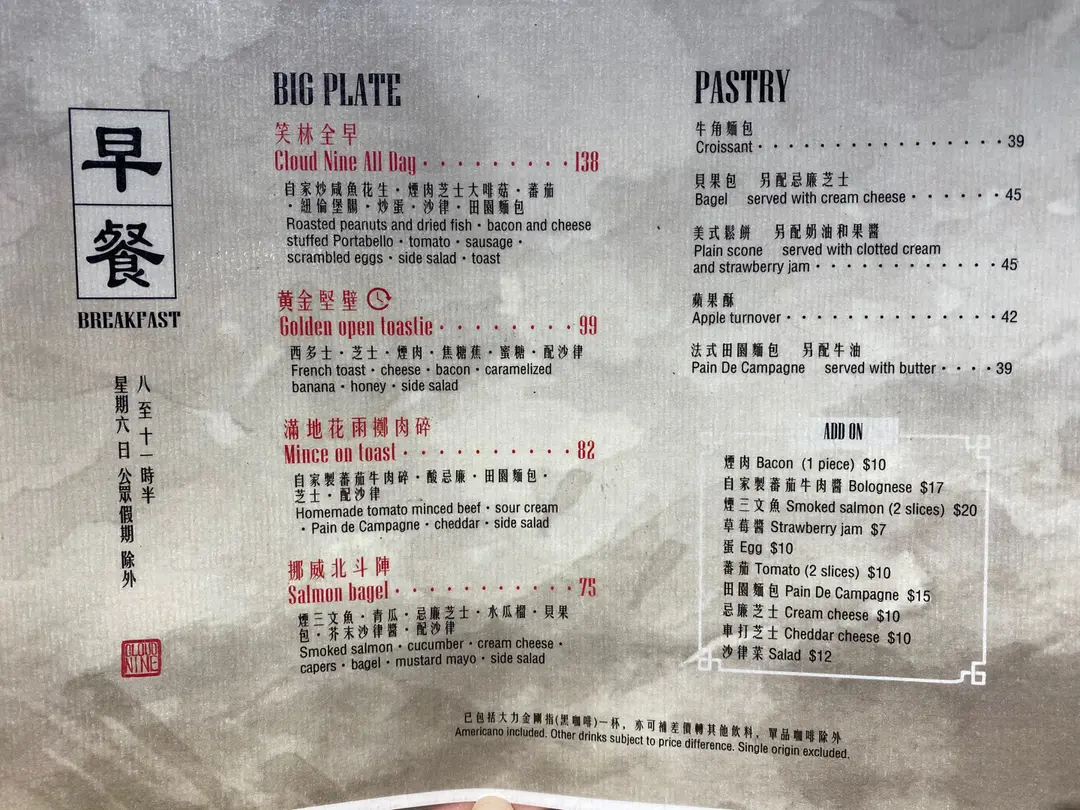 早
餐
BREAKFAST
八至十一時半
星期六日公眾假期除外
CLOUD
NINE
BIG PLATE
笑林全早
Cloud Nine All Day · · · · · · · · · · 138
自家炒咸魚花生・煙肉芝士大啡菇・蕃茄
・紐倫堡腸・炒蛋・沙律・田園麵包
Roasted peanuts and dried fish・bacon and cheese
stuffed Portabello・tomato・sausage・
scrambled eggs・side salad・toast
黃金堅壁
Golden open toastie · · · · · · · · 99
西多士・芝士・煙肉・焦糖蕉・蜜糖・配沙律
French toast・cheese・bacon・caramelized
banana・honey・side salad
滿地花雨擲肉碎
Mince on toast · · · · · · · · · · 82
自家製蕃茄牛肉碎・酸忌廉・田園麵包・
芝士・配沙律
Homemade tomato minced beef・sour cream
・Pain de Campagne・cheddar・side salad
挪威北斗陣
Salmon bagel · · · · · · · · · · · 75
煙三文魚・青瓜・忌廉芝士・水瓜榴・貝果
包・芥末沙律醬・配沙律
Smoked salmon・cucumber・cream cheese・
capers・bagel・mustard mayo・side salad
PASTRY
牛角麵包
Croissant · · · · · · · · · · · · · · · 39
貝果包 另配忌廉芝士
Bagel served with cream cheese · · · · · · 45
美式鬆餅 另配奶油和果醬
Plain scone served with clotted cream
and strawberry jam · · · · · · · · · · · 45
蘋果酥
Apple turnover · · · · · · · · · · · · · 42
法式田園麵包 另配牛油
Pain De Campagne served with butter · · · · 39
ADD ON
煙肉 Bacon (1 piece) $10
自家製蕃茄牛肉醬 Bolognese $17
煙三文魚 Smoked salmon (2 slices) $20
草莓醬 Strawberry jam $7
蛋 Egg $10
蕃茄 Tomato (2 slices) $10
田園麵包 Pain De Campagne $15
忌廉芝士 Cream cheese $10
車打芝士 Cheddar cheese $10
沙律菜 Salad $12
已包括大力金剛指(黑咖啡)一杯，亦可補差價轉其他飲料，單品咖啡除外
Americano included. Other drinks subject to price difference. Single origin excluded.